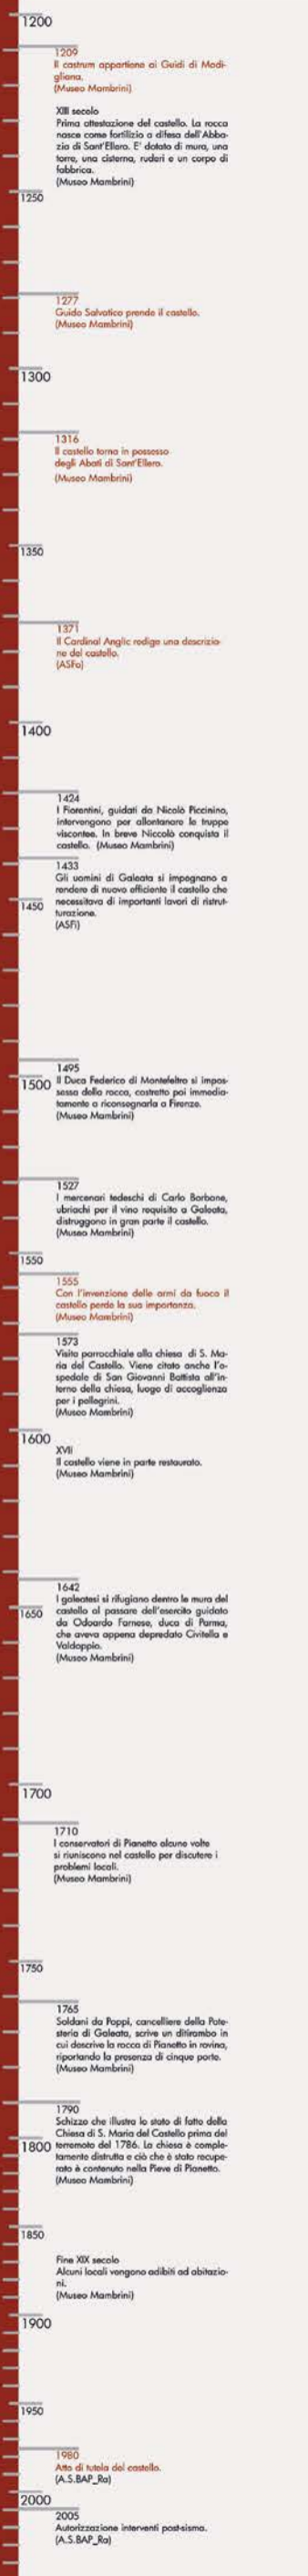 1200
1209
Il castrum appartiene ai Guidi di Modi-
gliana.
(Museo Mambrini)
XIII secolo
Prima attestazione del castello. La rocca
nasce come fortilizio a difesa dell'Abba-
zia di Sant'Ellero. E' dotato di mura, una
torre, una cisterna, ruderi e un corpo di
fabbrica.
(Museo Mambrini)
1250
1277
Guido Salvatico prende il castello.
(Museo Mambrini)
1300
1316
Il castello torna in possesso
degli Abati di Sant'Ellero.
(Museo Mambrini)
1350
1371
Il Cardinal Anglic redige una descrizio-
ne del castello.
(ASFo)
1400
1424
I Fiorentini, guidati da Nicolò Piccinino,
intervengono per allontanare le truppe
viscontee. In breve Niccolò conquista il
castello. (Museo Mambrini)
1433
Gli uomini di Galeata si impegnano a
rendere di nuovo efficiente il castello che
1450 necessitava di importanti lavori di ristrut-
turazione.
(ASFi)
1495
1500 Il Duca Federico di Montefeltro si impos-
sessa della rocca, costretto poi immedia-
tamente a riconsegnarla a Firenze.
(Museo Mambrini)
1527
I mercenari tedeschi di Carlo Borbone,
ubriachi per il vino requisito a Galeata,
distruggono in gran parte il castello.
(Museo Mambrini)
1550
1555
Con l'invenzione delle armi da fuoco il
castello perde la sua importanza.
(Museo Mambrini)
1573
Visita parrocchiale alla chiesa di S. Ma-
ria del Castello. Viene citato anche l'o-
spedale di San Giovanni Battista all'in-
terno della chiesa, luogo di accoglienza
per i pellegrini.
(Museo Mambrini)
1600
XVII
Il castello viene in parte restaurato.
(Museo Mambrini)
1642
I galeatesi si rifugiano dentro le mura del
1650 castello al passare dell'esercito guidato
da Odoardo Farnese, duca di Parma,
che aveva appena depredato Civitella e
Valdoppio.
(Museo Mambrini)
1700
1710
I conservatori di Pianetto alcune volte
si riuniscono nel castello per discutere i
problemi locali.
(Museo Mambrini)
1750
1765
Soldani da Poppi, cancelliere della Pote-
steria di Galeata, scrive un ditirambo in
cui descrive la rocca di Pianetto in rovina,
riportando la presenza di cinque porte.
(Museo Mambrini)
1790
Schizzo che illustra lo stato di fatto della
Chiesa di S. Maria del Castello prima del
1800 terremoto del 1786. La chiesa è comple-
tamente distrutta e ciò che è stato recupe-
rato è contenuto nella Pieve di Pianetto.
(Museo Mambrini)
1850
Fine XIX secolo
Alcuni locali vengono adibiti ad abitazio-
ni.
(Museo Mambrini)
1900
1950
1980
Atto di tutela del castello.
(A.S.BAP_Ra)
2000
2005
Autorizzazione interventi post-sisma.
(A.S.BAP_Ra)